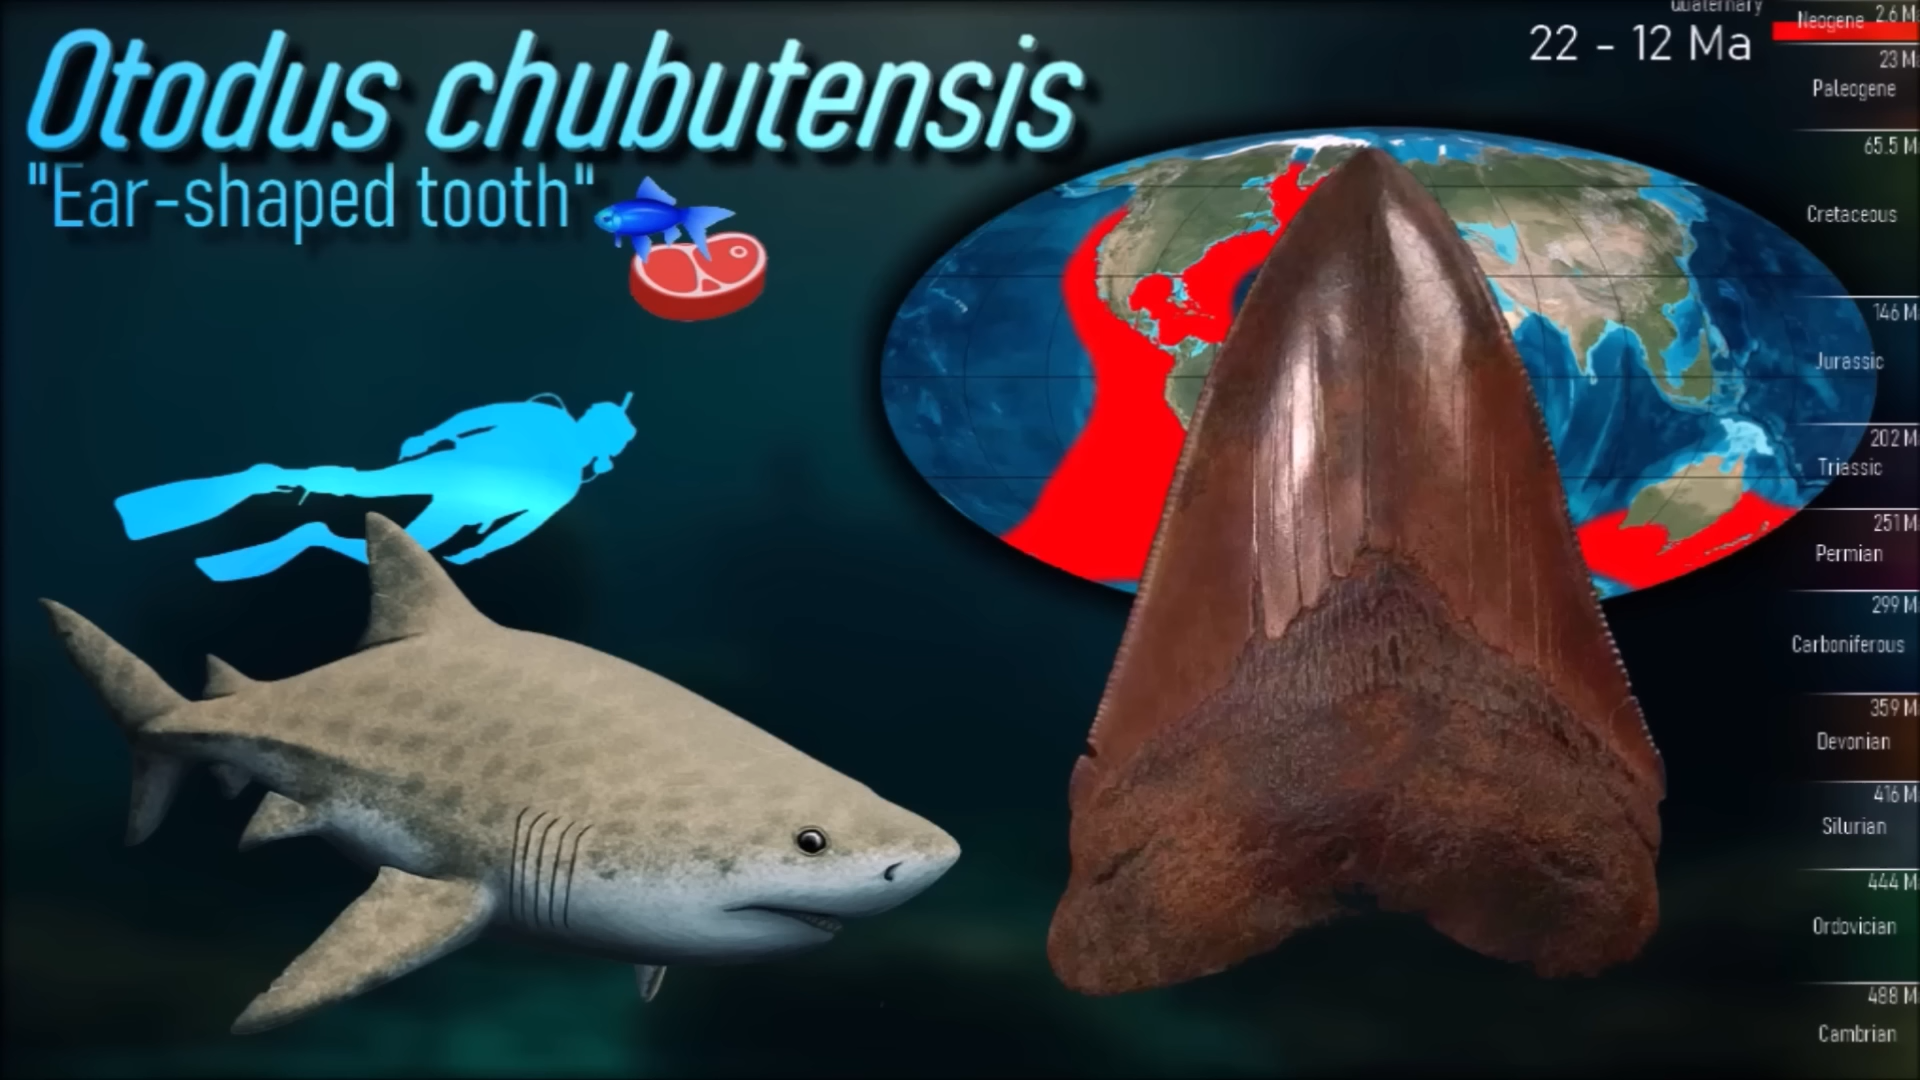 Otodus chubutensis
"Ear-shaped tooth"
Quaternary
22 - 12 Ma
Neogene
2.6 M
23 M
Paleogene
65.5 M
Cretaceous
146 M
Jurassic
202 M
Triassic
251 M
Permian
299 M
Carboniferous
359 M
Devonian
416 M
Silurian
444 M
Ordovician
488 M
Cambrian